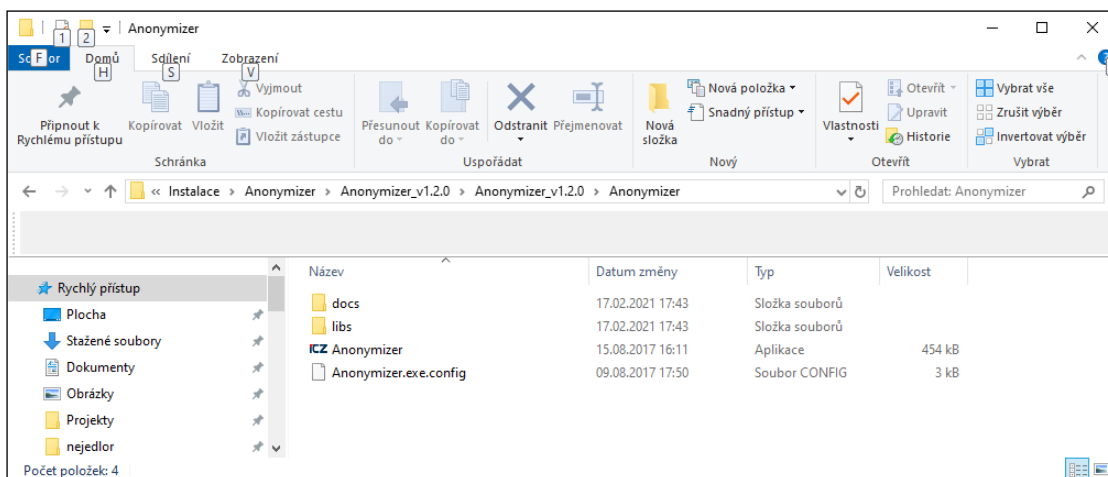 Anonymizer
1 2
Soubor Domů Sdílení Zobrazení
F H S V
Připnout k Rychlému přístupu
Kopírovat
Vložit
Vyjmout
Kopírovat cestu
Vložit zástupce
Schránka
Přesunout do
Kopírovat do
Odstranit
Přejmenovat
Uspořádat
Nová složka
Nová položka
Snadný přístup
Nový
Vlastnosti
Otevřít
Upravit
Historie
Otevřít
Vybrat vše
Zrušit výběr
Invertovat výběr
Vybrat
« Instalace > Anonymizer > Anonymizer_v1.2.0 > Anonymizer_v1.2.0 > Anonymizer
Prohledat: Anonymizer
Název Datum změny Typ Velikost
Rychlý přístup
Plocha
Stažené soubory
Dokumenty
Obrázky
Projekty
nejedlor
docs 17.02.2021 17:43 Složka souborů
libs 17.02.2021 17:43 Složka souborů
ICZ Anonymizer 15.08.2017 16:11 Aplikace 454 kB
Anonymizer.exe.config 09.08.2017 17:50 Soubor CONFIG 3 kB
Počet položek: 4